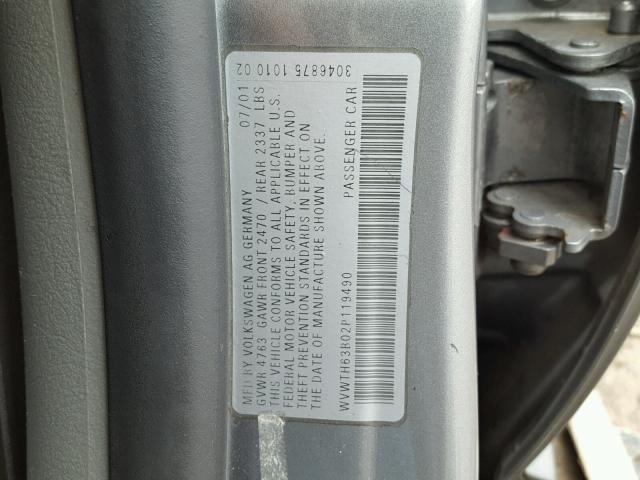 MFD BY VOLKSWAGEN AG GERMANY 07/01
GVWR 4763 GAWR FRONT 2470 / REAR 2337 LBS
THIS VEHICLE CONFORMS TO ALL APPLICABLE U.S.
FEDERAL MOTOR VEHICLE SAFETY, BUMPER AND
THEFT PREVENTION STANDARDS IN EFFECT ON
THE DATE OF MANUFACTURE SHOWN ABOVE.
WVWTH63B02P119490 PASSENGER CAR
3046875 1010 02